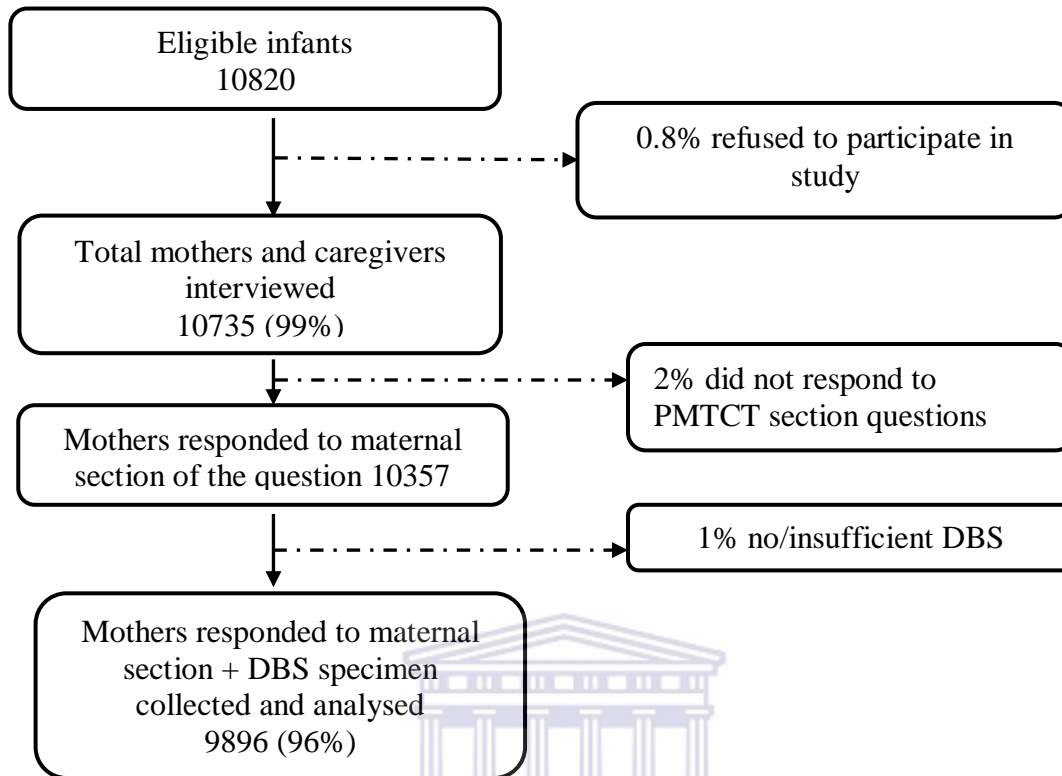 Eligible infants
10820
0.8% refused to participate in
study
Total mothers and caregivers
interviewed
10735 (99%)
2% did not respond to
PMTCT section questions
Mothers responded to maternal
section of the question 10357
1% no/insufficient DBS
Mothers responded to maternal
section + DBS specimen
collected and analysed
9896 (96%)